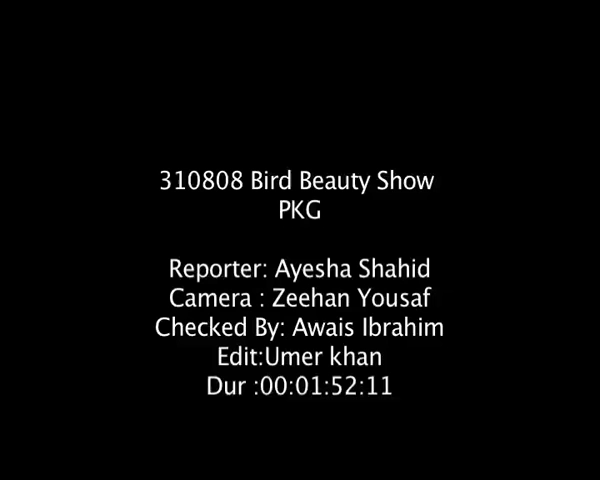 310808 Bird Beauty Show
PKG
Reporter: Ayesha Shahid
Camera : Zeehan Yousaf
Checked By: Awais Ibrahim
Edit:Umer khan
Dur :00:01:52:11